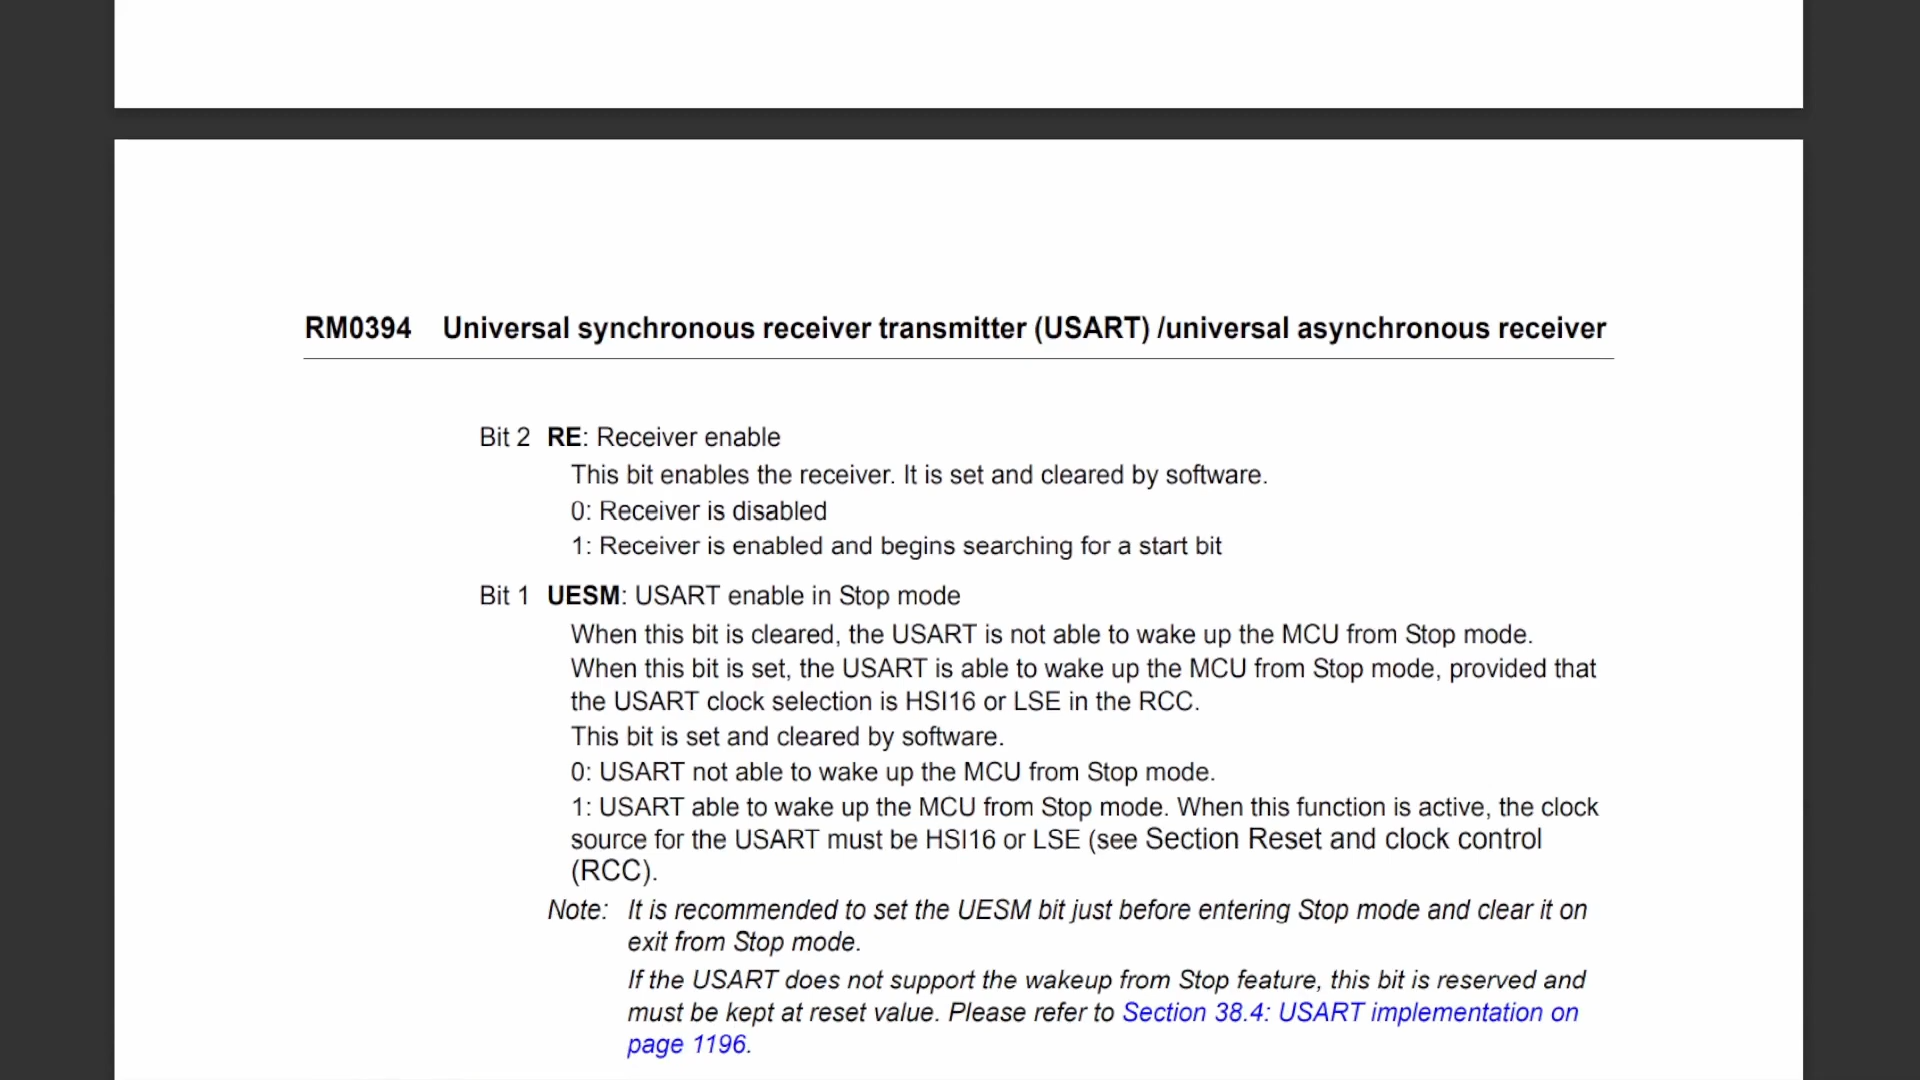 RM0394 Universal synchronous receiver transmitter (USART) /universal asynchronous receiver
Bit 2 RE: Receiver enable
This bit enables the receiver. It is set and cleared by software.
0: Receiver is disabled
1: Receiver is enabled and begins searching for a start bit
Bit 1 UESM: USART enable in Stop mode
When this bit is cleared, the USART is not able to wake up the MCU from Stop mode.
When this bit is set, the USART is able to wake up the MCU from Stop mode, provided that
the USART clock selection is HSI16 or LSE in the RCC.
This bit is set and cleared by software.
0: USART not able to wake up the MCU from Stop mode.
1: USART able to wake up the MCU from Stop mode. When this function is active, the clock
source for the USART must be HSI16 or LSE (see Section Reset and clock control
(RCC).
Note: It is recommended to set the UESM bit just before entering Stop mode and clear it on
exit from Stop mode.
If the USART does not support the wakeup from Stop feature, this bit is reserved and
must be kept at reset value. Please refer to Section 38.4: USART implementation on
page 1196.